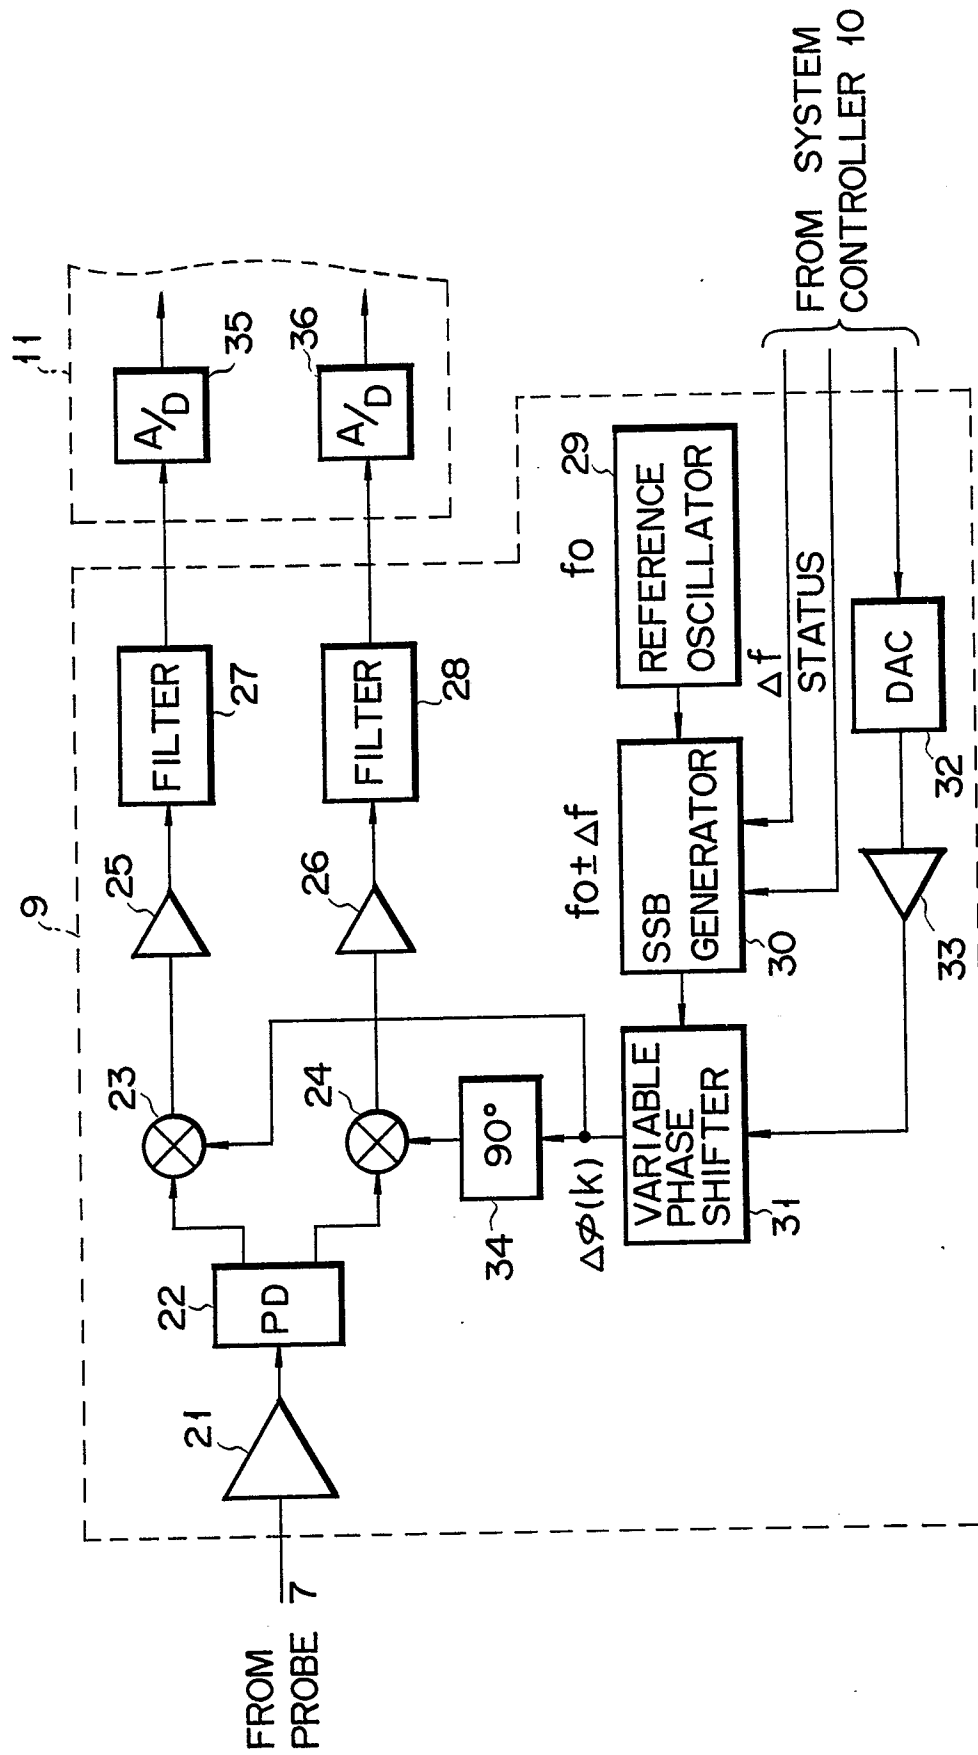 FROM
PROBE 7
21
22
PD
23
24
9
25
26
FILTER
27
FILTER
28
11
A/D
35
A/D
36
34
90°
Δφ(k)
VARIABLE
PHASE
SHIFTER
31
fo±Δf
SSB
GENERATOR
30
fo
29
REFERENCE
OSCILLATOR
Δf
STATUS
DAC
32
33
FROM SYSTEM
CONTROLLER 10